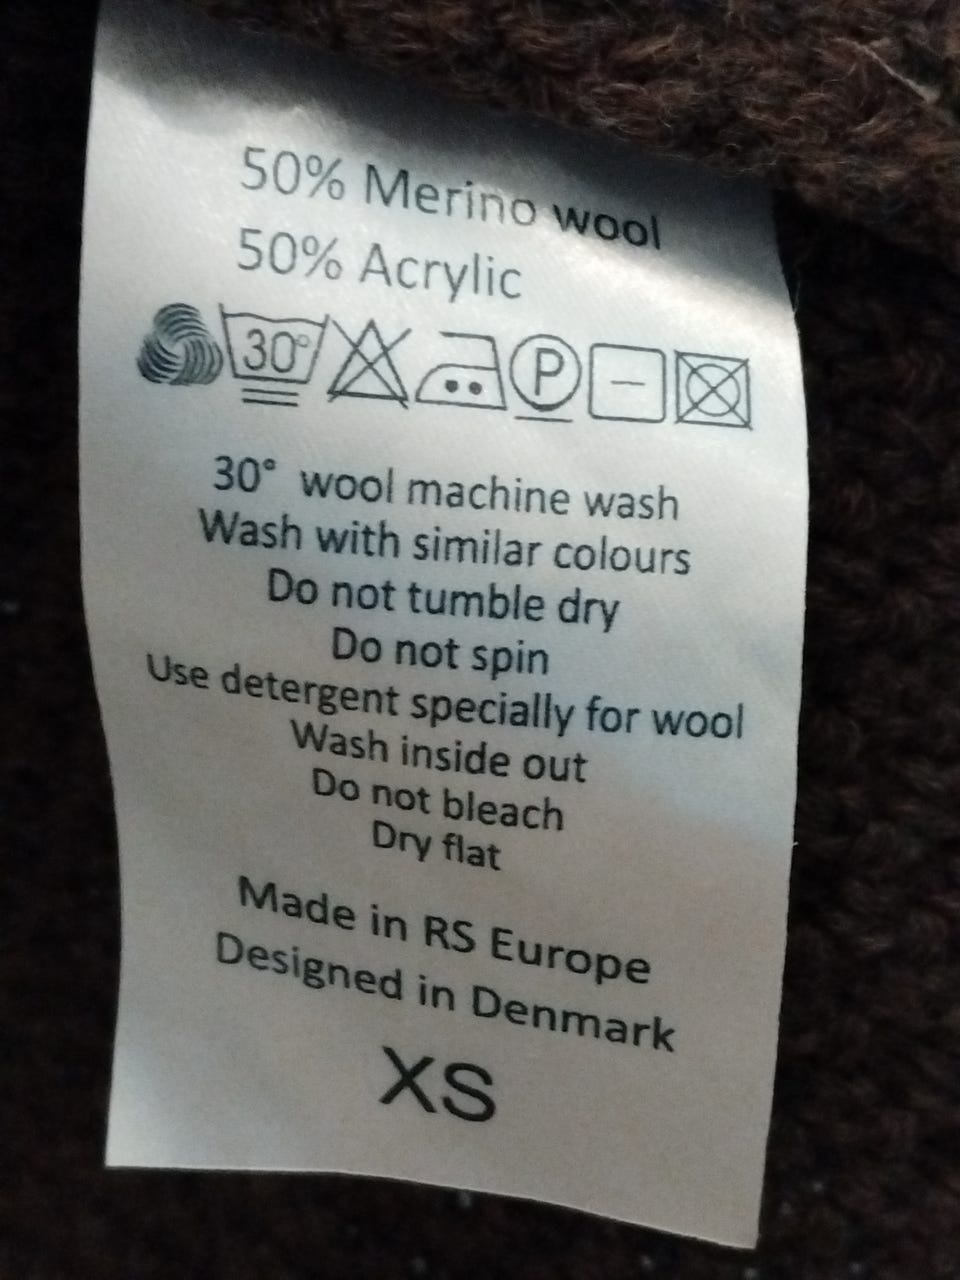 50% Merino wool
50% Acrylic
30° P
30° wool machine wash
Wash with similar colours
Do not tumble dry
Do not spin
Use detergent specially for wool
Wash inside out
Do not bleach
Dry flat
Made in RS Europe
Designed in Denmark
XS